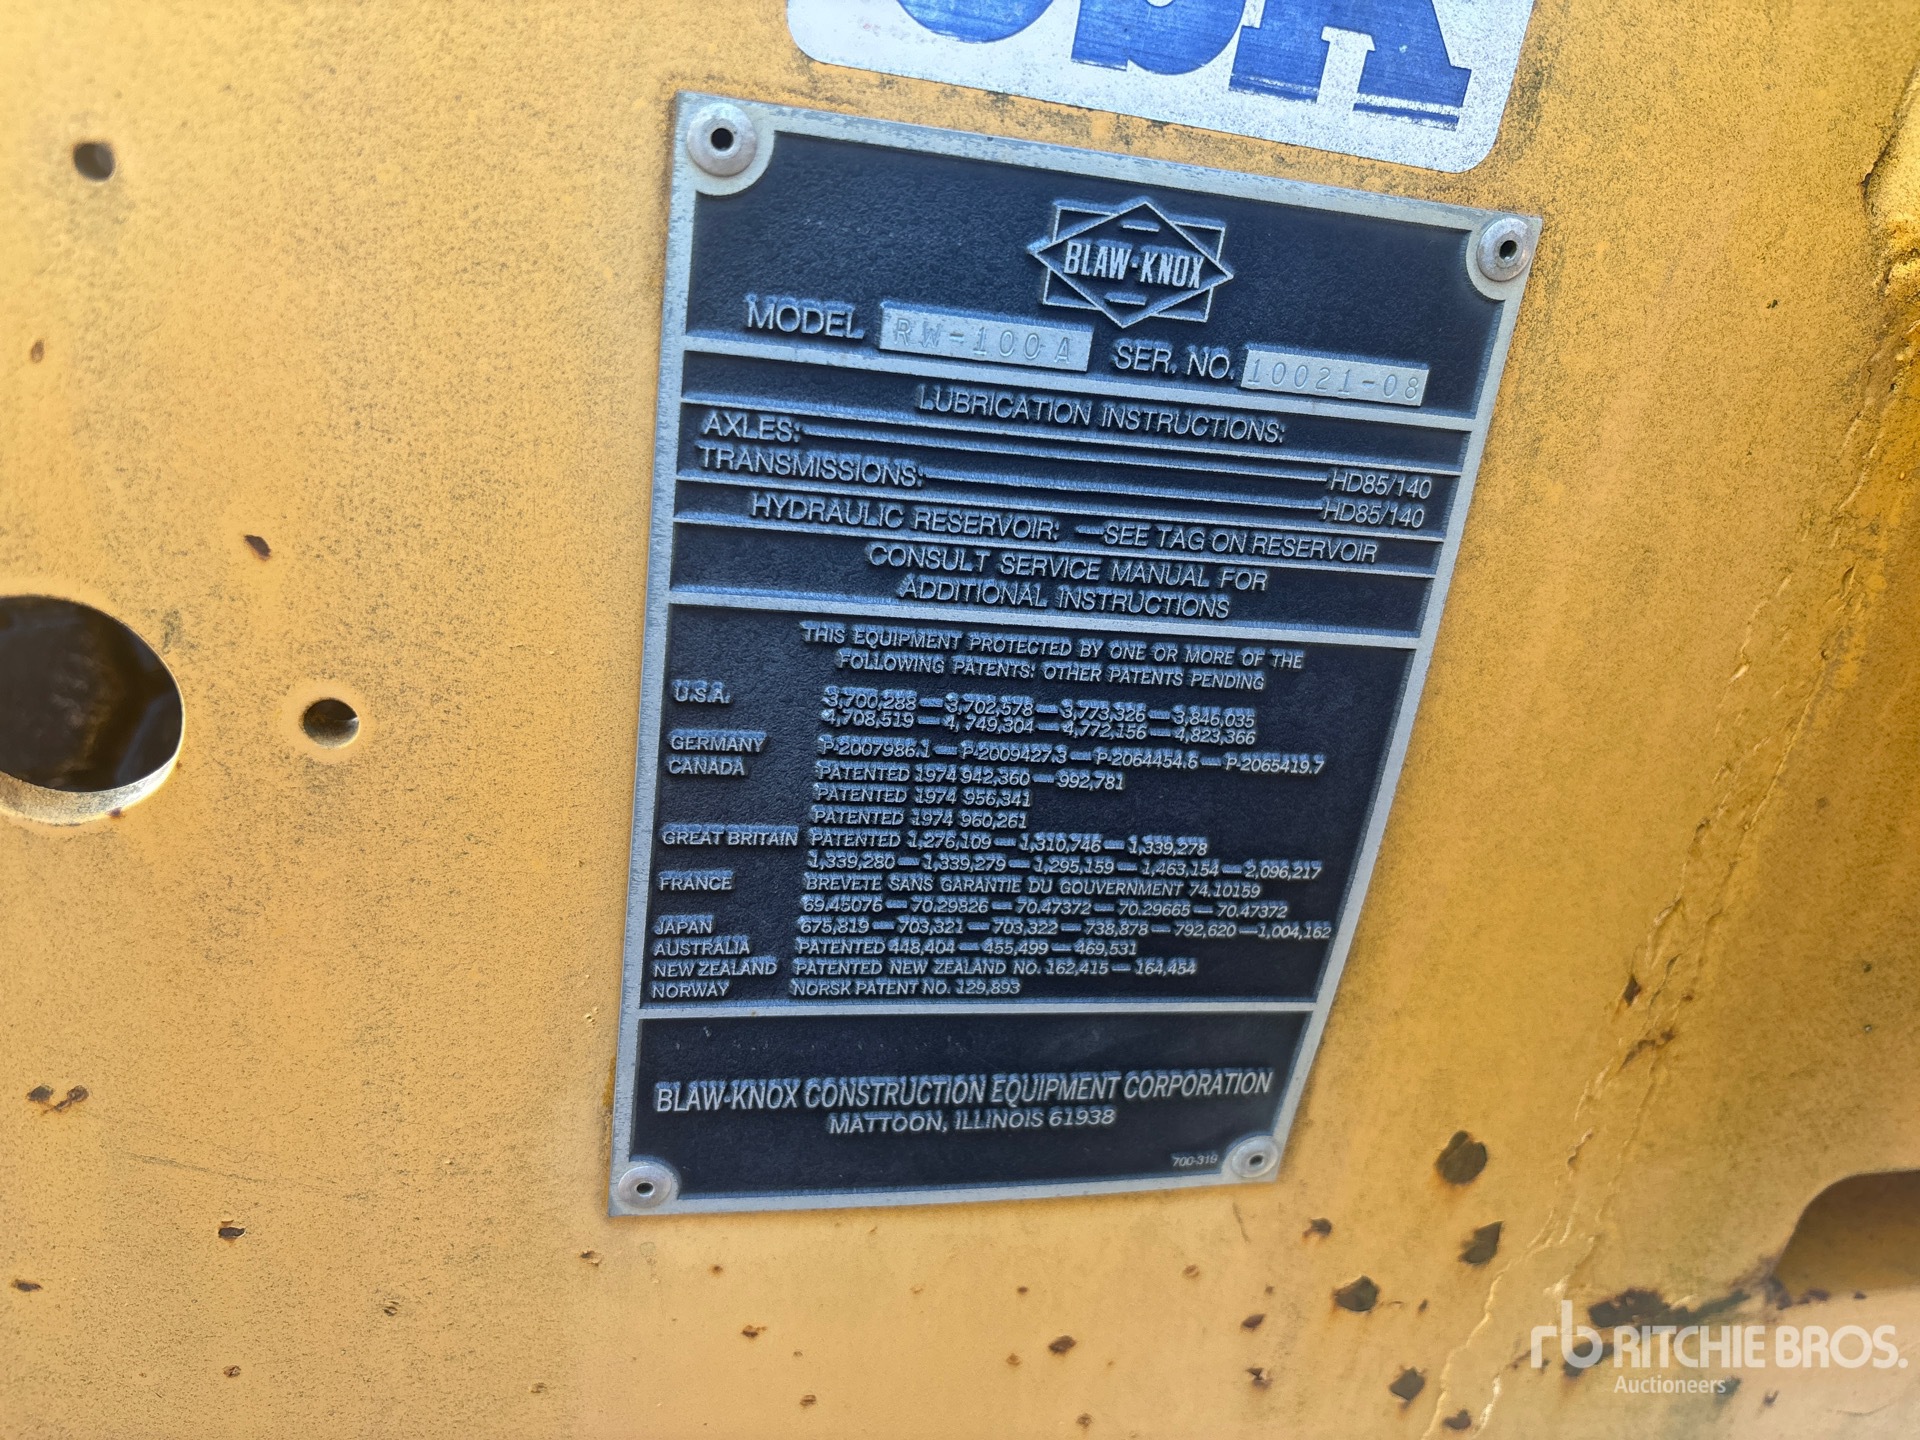 USA
BLAW-KNOX
MODEL RW-100A SER. NO. 10021-08
LUBRICATION INSTRUCTIONS:
AXLES: HD85/140
TRANSMISSIONS: HD85/140
HYDRAULIC RESERVOIR: —SEE TAG ON RESERVOIR
CONSULT SERVICE MANUAL FOR
ADDITIONAL INSTRUCTIONS
THIS EQUIPMENT PROTECTED BY ONE OR MORE OF THE
FOLLOWING PATENTS: OTHER PATENTS PENDING
U.S.A. 3,700,288—3,702,578—3,773,326—3,846,035
4,708,519—4,749,304—4,772,156—4,823,366
GERMANY P-2007986.1—P-2009427.3—P-2064454.5—P-2065419.7
CANADA PATENTED 1974 942,360—992,781
PATENTED 1974 956,341
PATENTED 1974 960,261
GREAT BRITAIN PATENTED 1,276,109—1,310,746—1,339,278
1,339,280—1,339,279—1,295,159—1,463,154—2,096,217
FRANCE BREVETE SANS GARANTIE DU GOUVERNMENT 74.10159
69.45076—70.29826—70.47372—70.29665—70.47372
JAPAN 675,819—703,321—703,322—738,878—792,620—1,004,162
AUSTRALIA PATENTED 448,404—455,499—469,531
NEW ZEALAND PATENTED NEW ZEALAND NO. 162,415—164,454
NORWAY NORSK PATENT NO. 129,893
BLAW-KNOX CONSTRUCTION EQUIPMENT CORPORATION
MATTOON, ILLINOIS 61938
700-319
rb RITCHIE BROS.
Auctioneers